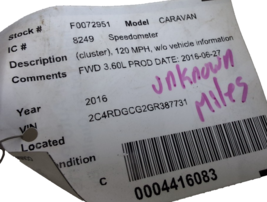 Stock # F0072951 Model CARAVAN
IC # 8249 Speedometer
Description (cluster), 120 MPH, w/o vehicle information
Comments FWD 3.60L PROD DATE: 2016-06-27
unknown
Miles
Year 2016
VIN 2C4RDGCG2GR387731
Located
ondition C
0004416083